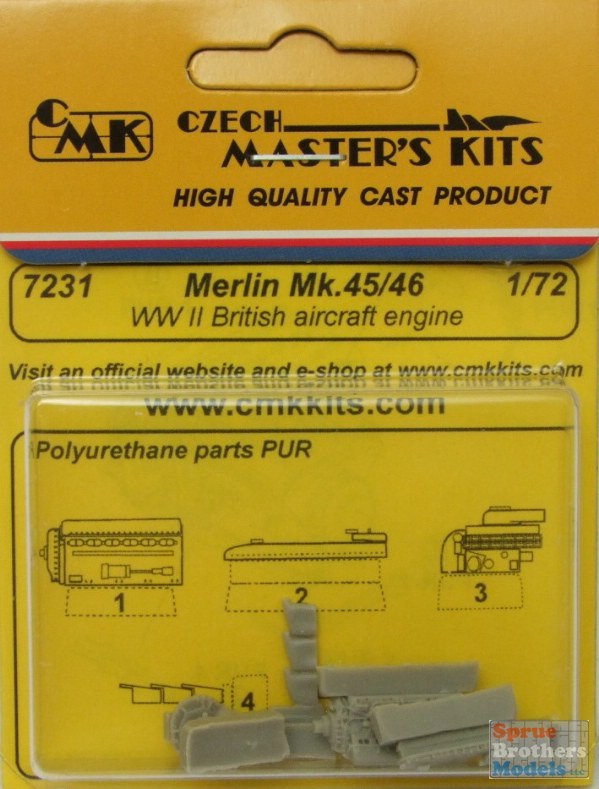 CMK
CZECH
MASTER'S KITS
HIGH QUALITY CAST PRODUCT
7231 Merlin Mk.45/46 1/72
WW II British aircraft engine
Visit an official website and e-shop at www.cmkkits.com
www.cmkkits.com
Polyurethane parts PUR
1 2 3
4
Sprue
Brothers
Models LLC